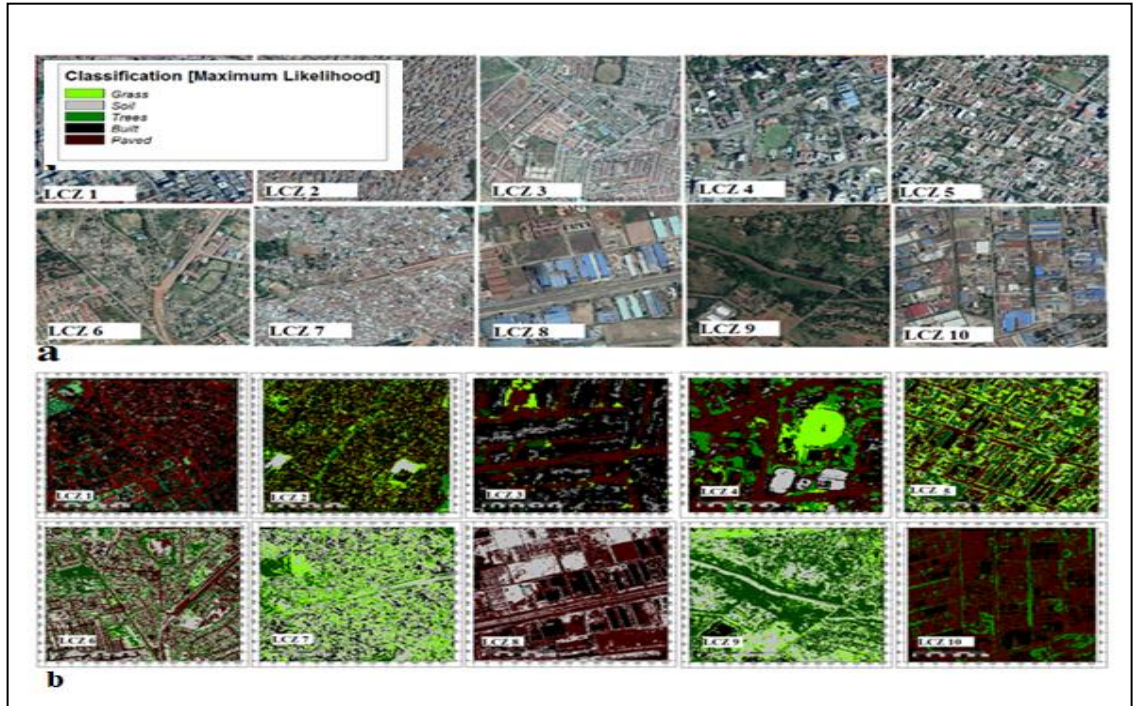 Classification [Maximum Likelihood]
Grass
Soil
Trees
Built
Paved
LCZ 1
LCZ 2
LCZ 3
LCZ 4
LCZ 5
LCZ 6
LCZ 7
LCZ 8
LCZ 9
LCZ 10
a
LCZ 1
LCZ 2
LCZ 3
LCZ 4
LCZ 5
LCZ 6
LCZ 7
LCZ 8
LCZ 9
LCZ 10
b